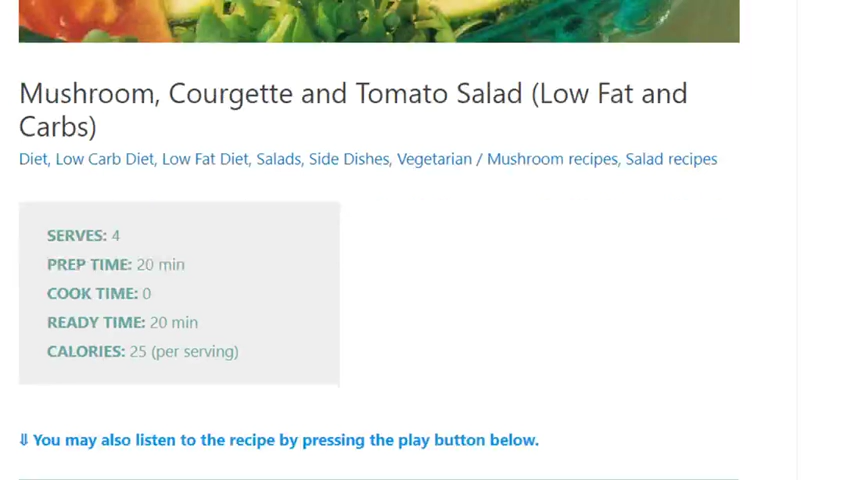 Mushroom, Courgette and Tomato Salad (Low Fat and
Carbs)
Diet, Low Carb Diet, Low Fat Diet, Salads, Side Dishes, Vegetarian / Mushroom recipes, Salad recipes
SERVES: 4
PREP TIME: 20 min
COOK TIME: 0
READY TIME: 20 min
CALORIES: 25 (per serving)
⇓ You may also listen to the recipe by pressing the play button below.